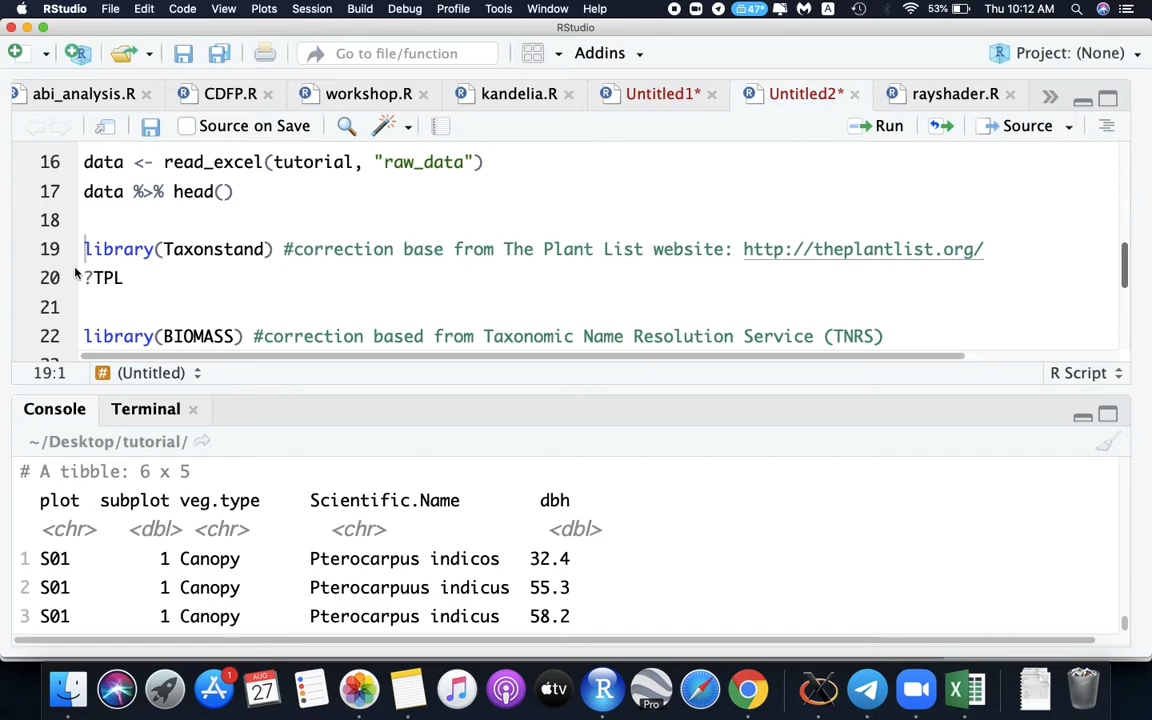 RStudio File Edit Code View Plots Session Build Debug Profile Tools Window Help 47° A 53% Thu 10:12 AM
RStudio
Go to file/function Addins Project: (None)
abi_analysis.R CDFP.R workshop.R kandelia.R Untitled1* Untitled2* rayshader.R
Source on Save Run Source
16 data <- read_excel(tutorial, "raw_data")
17 data %>% head()
18
19 library(Taxonstand) #correction base from The Plant List website: http://theplantlist.org/
20 ?TPL
21
22 library(BIOMASS) #correction based from Taxonomic Name Resolution Service (TNRS)
19:1 # (Untitled) R Script
Console Terminal
~/Desktop/tutorial/
# A tibble: 6 x 5
plot subplot veg.type Scientific.Name dbh
<chr> <dbl> <chr> <chr> <dbl>
1 S01 1 Canopy Pterocarpus indicos 32.4
2 S01 1 Canopy Pterocarpuus indicus 55.3
3 S01 1 Canopy Pterocarpus indicus 58.2
1 AUG 27 tv R Pro